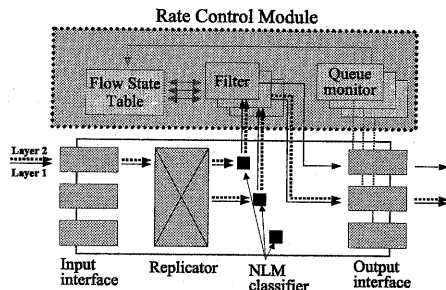 Rate Control Module
Flow State
Table
Filter
Queue
monitor
Layer 2
Layer 1
Input
interface
Replicator
NLM
classifier
Output
interface